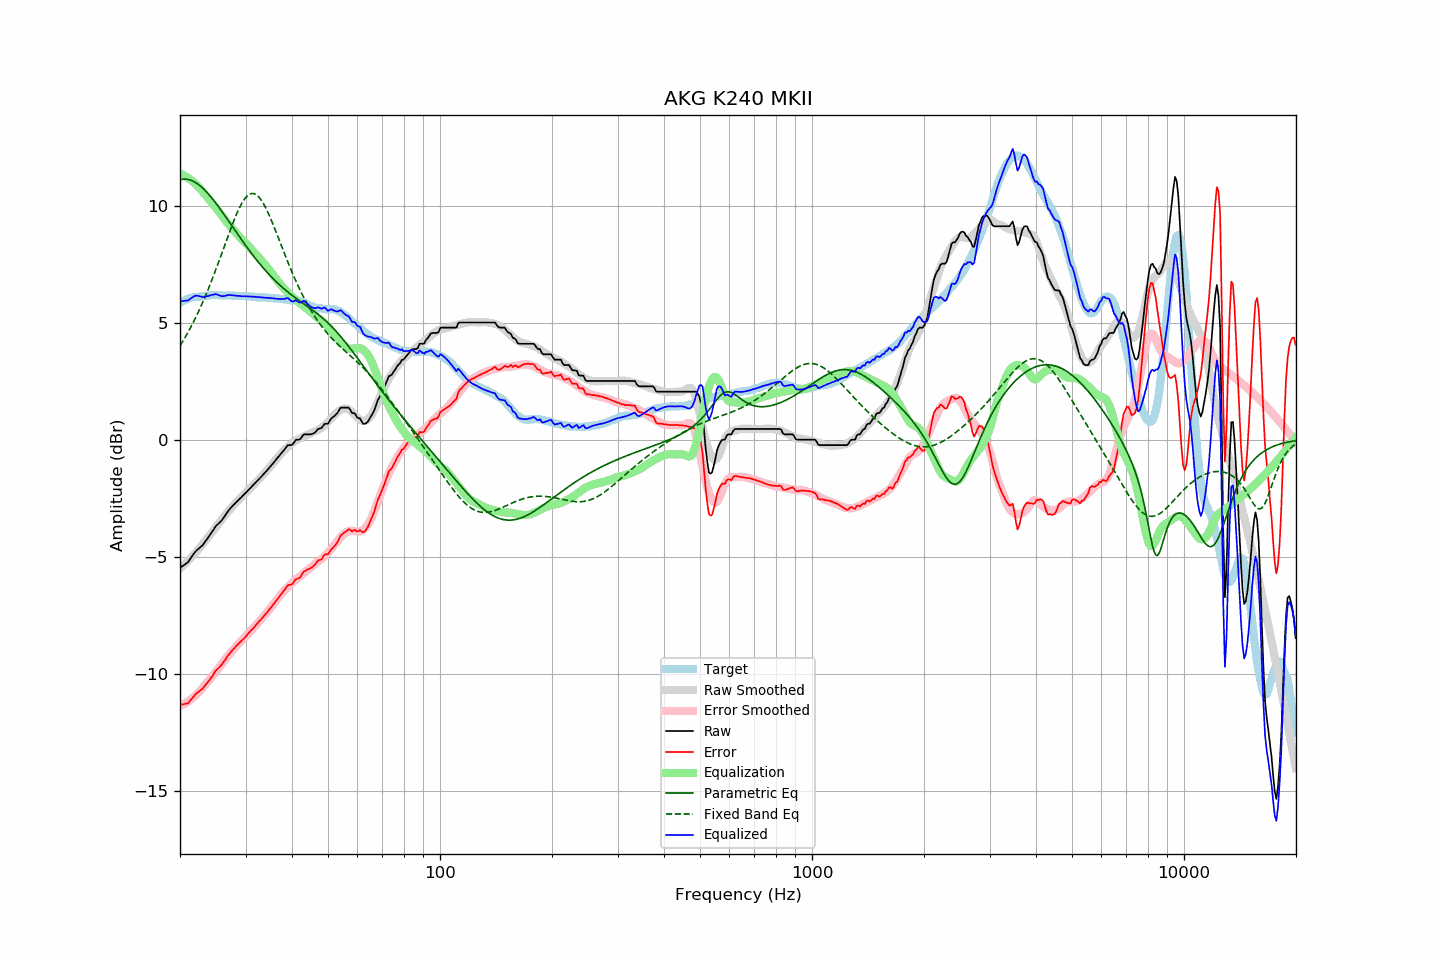 AKG K240 MKII
Amplitude (dBr)
10
5
0
−5
−10
−15
100
1000
10000
Frequency (Hz)
Target
Raw Smoothed
Error Smoothed
Raw
Error
Equalization
Parametric Eq
Fixed Band Eq
Equalized